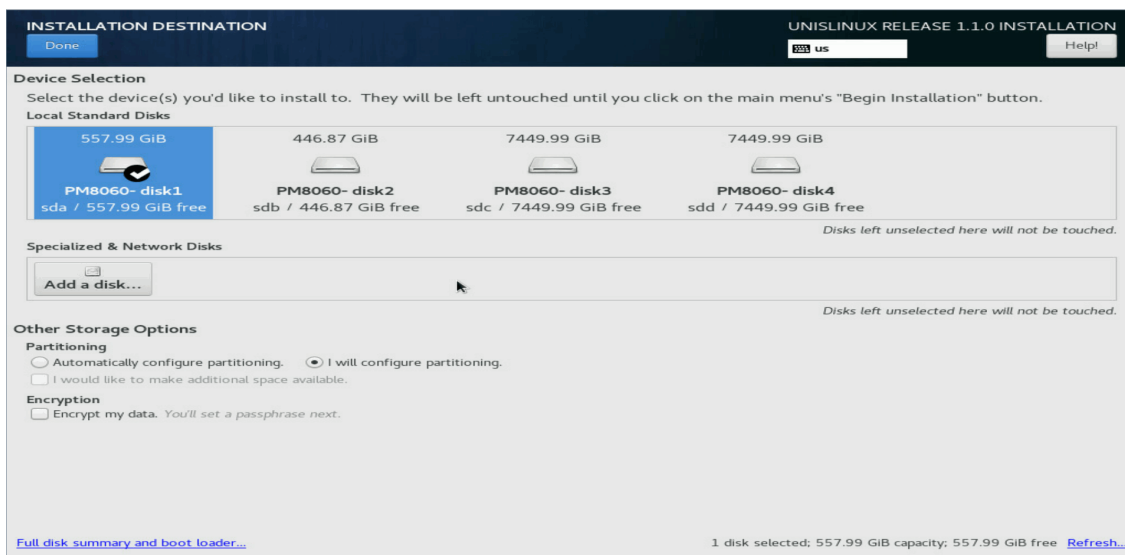 INSTALLATION DESTINATION
UNISLINUX RELEASE 1.1.0 INSTALLATION
Done
us
Help!
Device Selection
Select the device(s) you'd like to install to. They will be left untouched until you click on the main menu's "Begin Installation" button.
Local Standard Disks
557.99 GiB 446.87 GiB 7449.99 GiB 7449.99 GiB
PM8060- disk1 PM8060- disk2 PM8060- disk3 PM8060- disk4
sda / 557.99 GiB free sdb / 446.87 GiB free sdc / 7449.99 GiB free sdd / 7449.99 GiB free
Disks left unselected here will not be touched.
Specialized & Network Disks
Add a disk...
Disks left unselected here will not be touched.
Other Storage Options
Partitioning
Automatically configure partitioning. I will configure partitioning.
I would like to make additional space available.
Encryption
Encrypt my data. You'll set a passphrase next.
Full disk summary and boot loader... 1 disk selected; 557.99 GiB capacity; 557.99 GiB free Refresh...